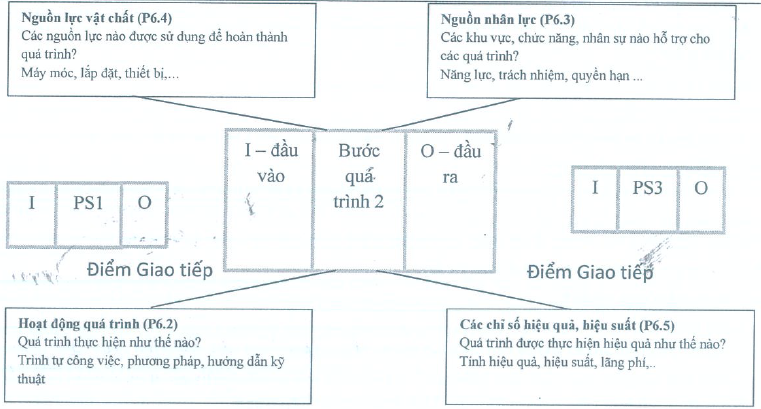 Nguồn lực vật chất (P6.4)
Các nguồn lực nào được sử dụng để hoàn thành
quá trình?
Máy móc, lắp đặt, thiết bị,...
Nguồn nhân lực (P6.3)
Các khu vực, chức năng, nhân sự nào hỗ trợ cho
các quá trình?
Năng lực, trách nhiệm, quyền hạn ...
I – đầu
vào
Bước
quá
trình 2
O – đầu
ra
I PS1 O
I PS3 O
Điểm Giao tiếp
Điểm Giao tiếp
Hoạt động quá trình (P6.2)
Quá trình thực hiện như thế nào?
Trình tự công việc, phương pháp, hướng dẫn kỹ
thuật
Các chỉ số hiệu quả, hiệu suất (P6.5)
Quá trình được thực hiện hiệu quả như thế nào?
Tính hiệu quả, hiệu suất, lãng phí,..